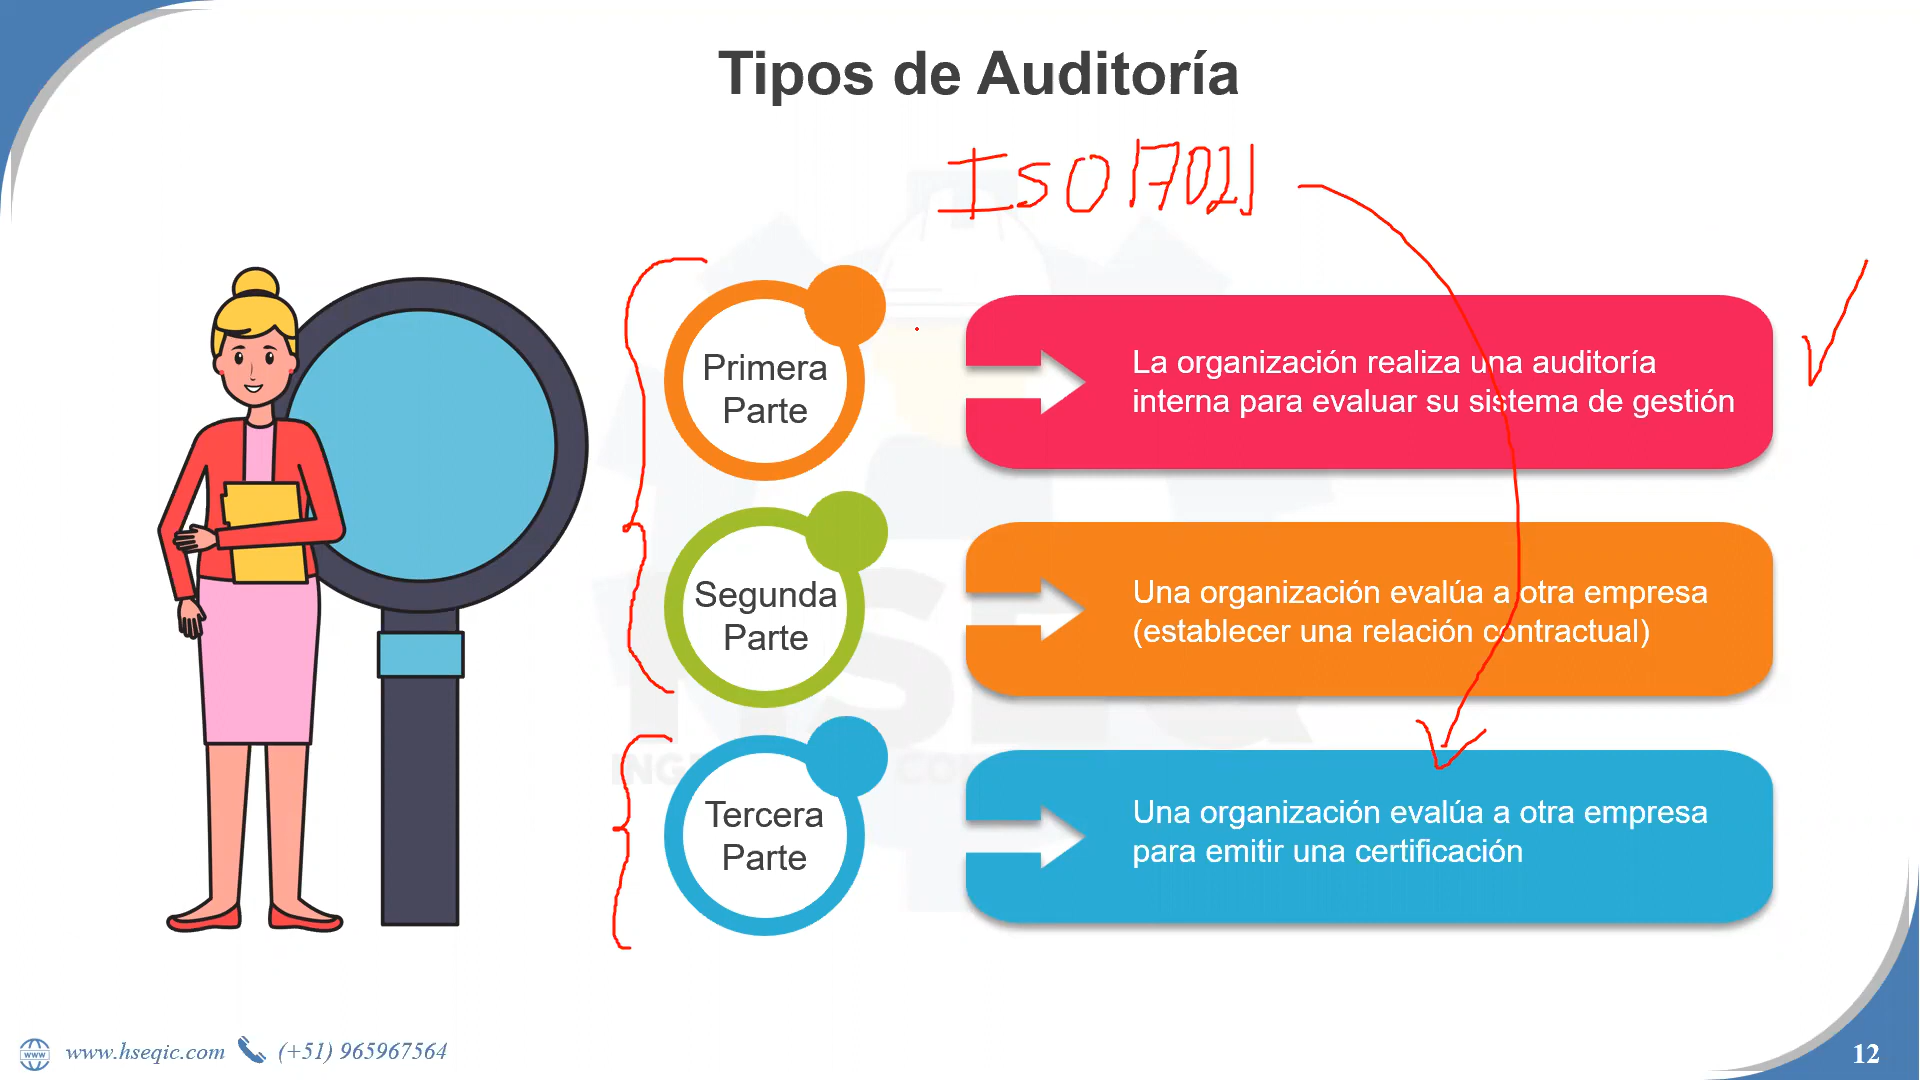 Tipos de Auditoría
ISO 17021
Primera
Parte
La organización realiza una auditoría
interna para evaluar su sistema de gestión
Segunda
Parte
Una organización evalúa a otra empresa
(establecer una relación contractual)
Tercera
Parte
Una organización evalúa a otra empresa
para emitir una certificación
www www.hseqic.com (+51) 965967564
12